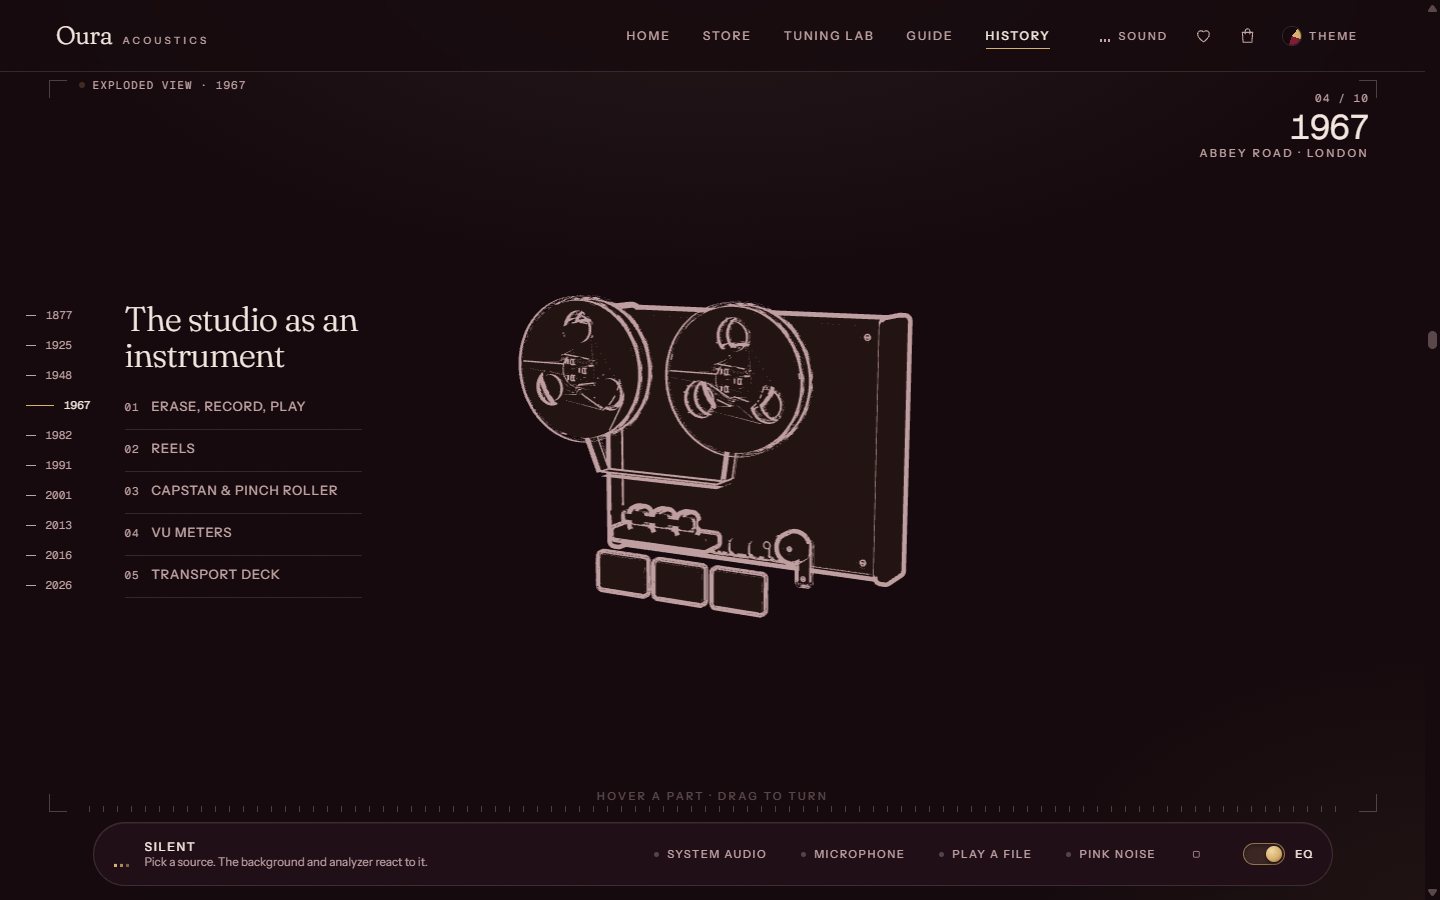 Oura ACOUSTICS
HOME STORE TUNING LAB GUIDE HISTORY SOUND THEME
EXPLODED VIEW · 1967
04 / 10
1967
ABBEY ROAD · LONDON
1877
1925
1948
1967
1982
1991
2001
2013
2016
2026
The studio as an
instrument
01 ERASE, RECORD, PLAY
02 REELS
03 CAPSTAN & PINCH ROLLER
04 VU METERS
05 TRANSPORT DECK
HOVER A PART · DRAG TO TURN
SILENT
Pick a source. The background and analyzer react to it.
SYSTEM AUDIO MICROPHONE PLAY A FILE PINK NOISE EQ